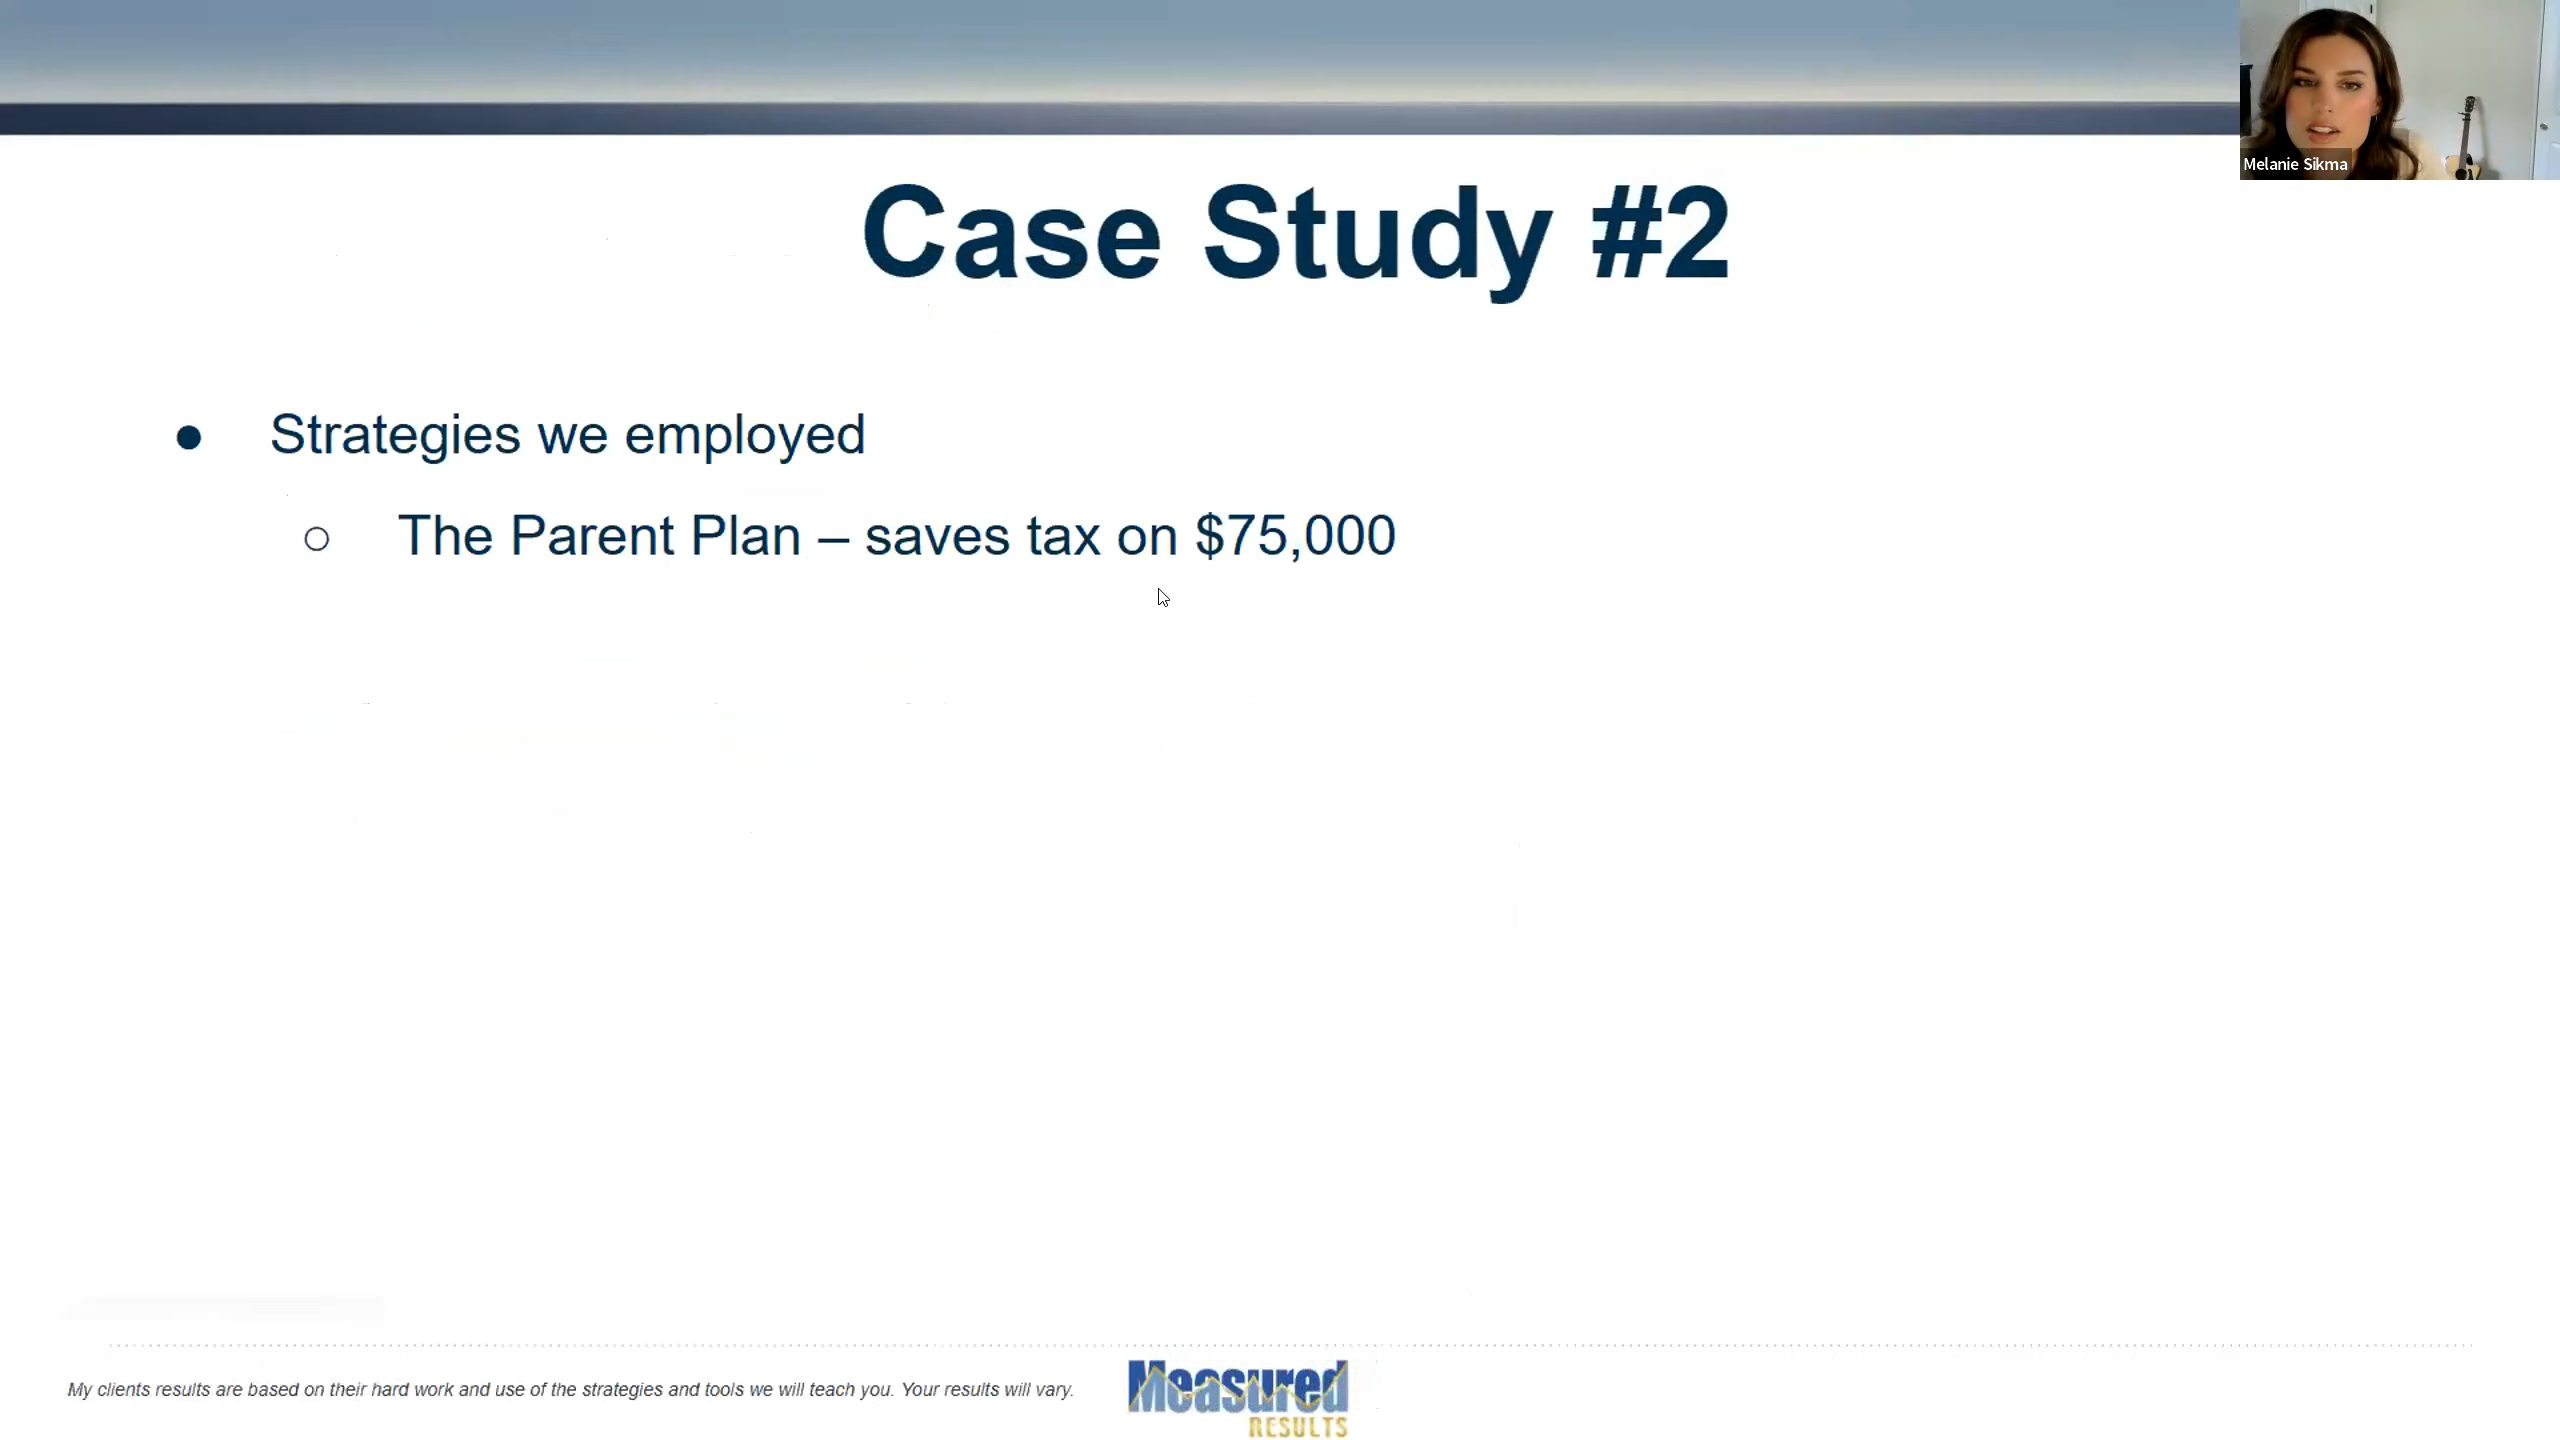 Melanie Sikma
Case Study #2
● Strategies we employed
○ The Parent Plan – saves tax on $75,000
My clients results are based on their hard work and use of the strategies and tools we will teach you. Your results will vary.
Measured
RESULTS